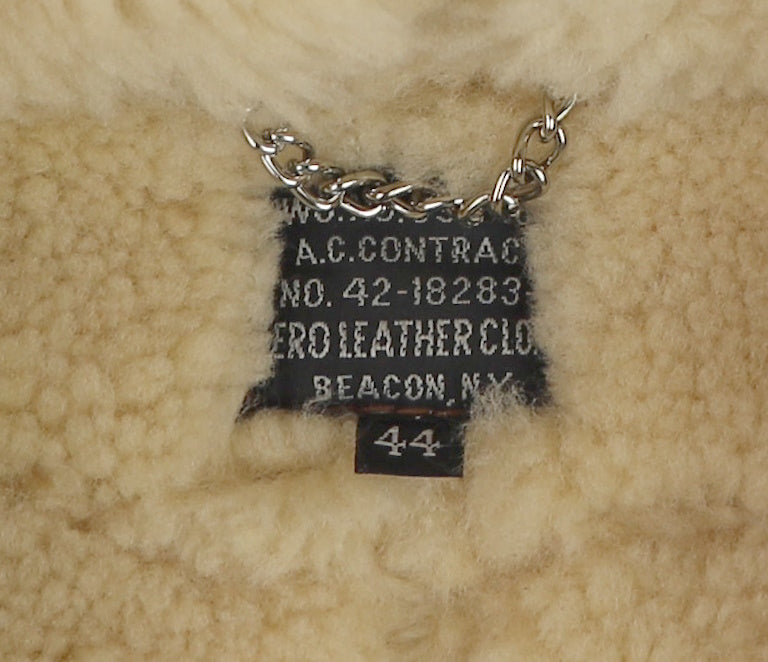 A.C.CONTRAC
NO. 42-18283-
ERO LEATHER CLO
BEACON, N.Y.
44